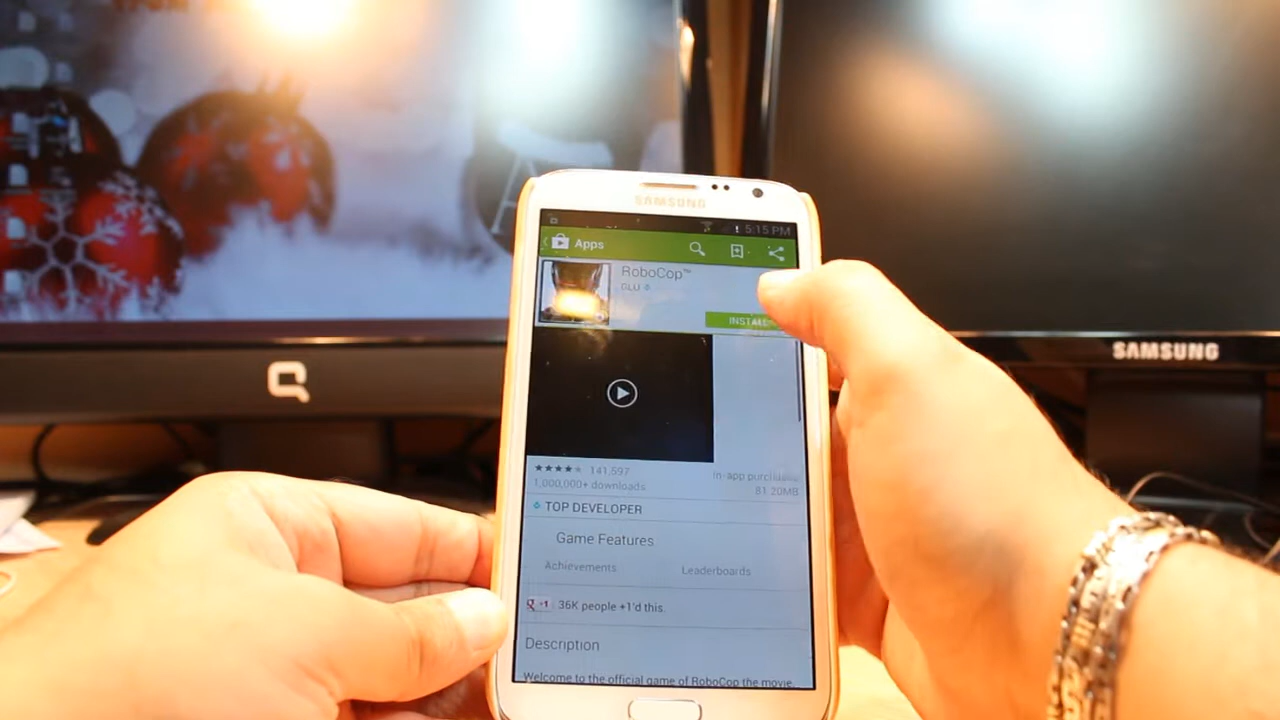 SAMSUNG
5:15 PM
Apps
RoboCop™
GLU
INSTALL
141,597
1,000,000+ downloads
In-app purchases
81.20MB
TOP DEVELOPER
Game Features
Achievements
Leaderboards
+1
36K people +1'd this.
Description
Welcome to the official game of RoboCop the movie.
SAMSUNG